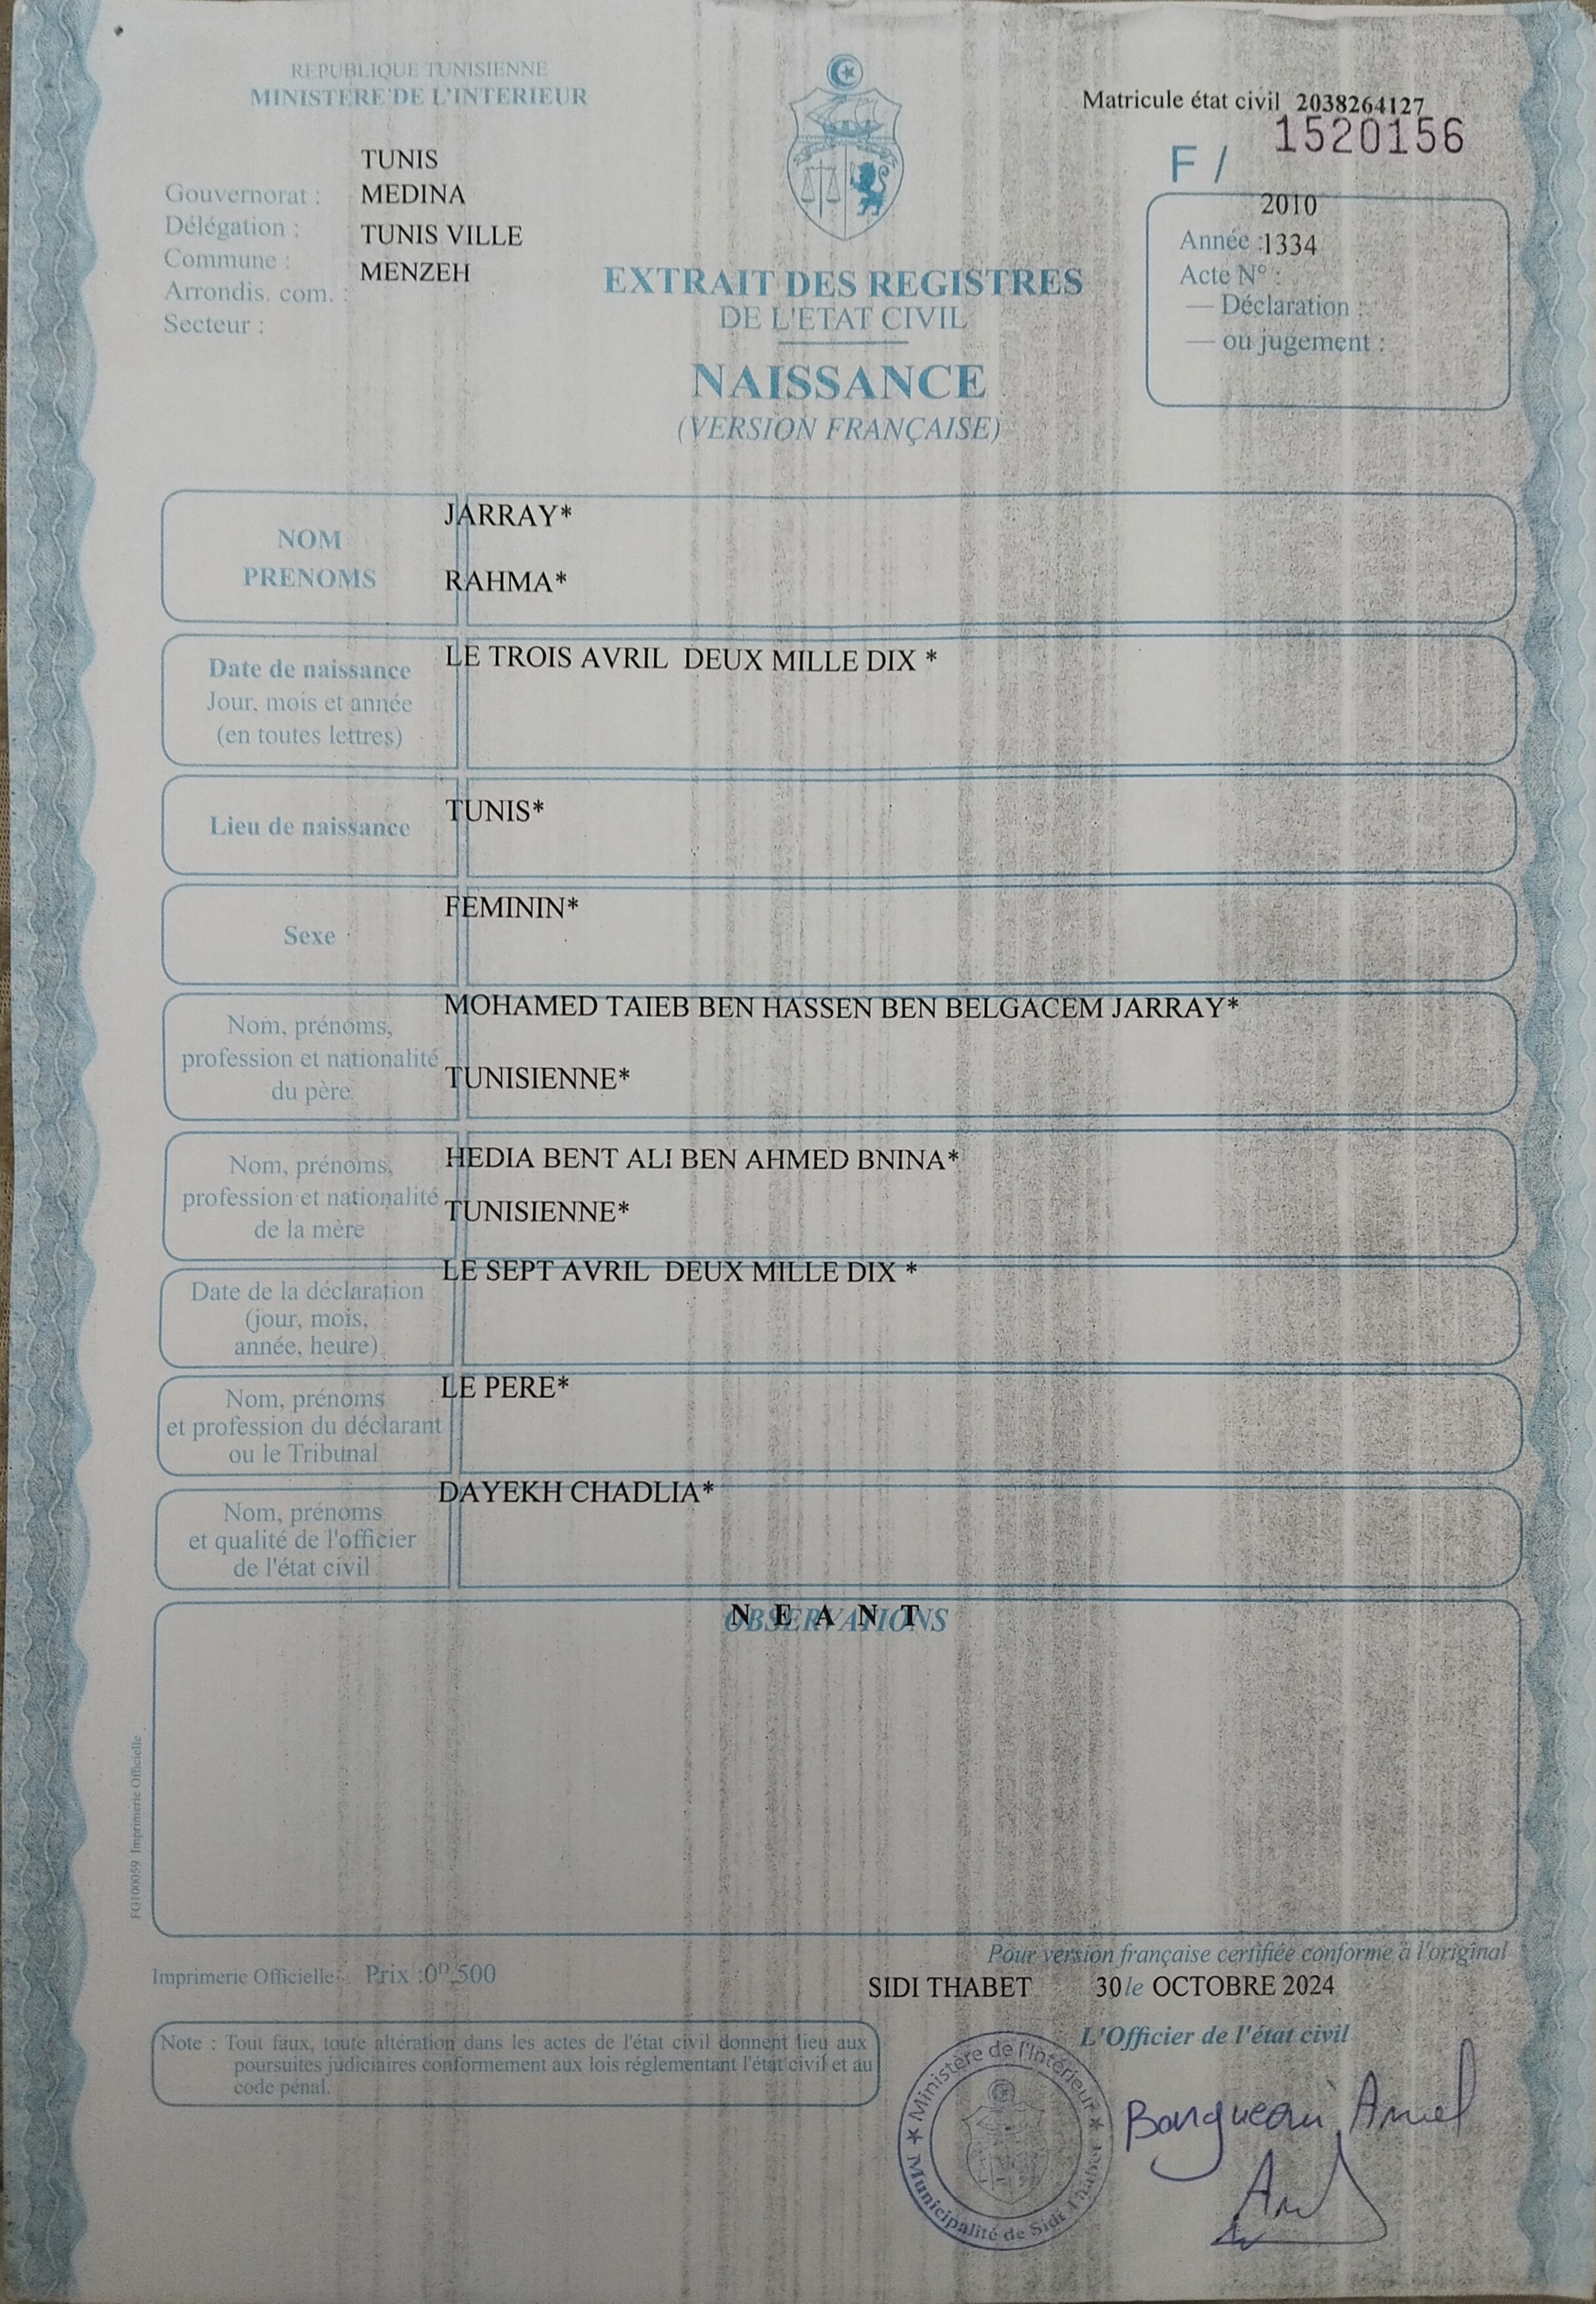 REPUBLIQUE TUNISIENNE
MINISTERE DE L'INTERIEUR
Matricule état civil 2038264127
F / 1520156
TUNIS
Gouvernorat : MEDINA
Délégation : TUNIS VILLE
Commune : MENZEH
Arrondis. com. :
Secteur :
2010
Année : 1334
Acte N° :
— Déclaration :
— ou jugement :
EXTRAIT DES REGISTRES
DE L'ETAT CIVIL
NAISSANCE
(VERSION FRANÇAISE)
NOM
PRENOMS
JARRAY*
RAHMA*
Date de naissance
Jour, mois et année
(en toutes lettres)
LE TROIS AVRIL DEUX MILLE DIX *
Lieu de naissance
TUNIS*
Sexe
FEMININ*
Nom, prénoms,
profession et nationalité
du père
MOHAMED TAIEB BEN HASSEN BEN BELGACEM JARRAY*
TUNISIENNE*
Nom, prénoms,
profession et nationalité
de la mère
HEDIA BENT ALI BEN AHMED BNINA*
TUNISIENNE*
Date de la déclaration
(jour, mois,
année, heure)
LE SEPT AVRIL DEUX MILLE DIX *
Nom, prénoms
et profession du déclarant
ou le Tribunal
LE PERE*
Nom, prénoms
et qualité de l'officier
de l'état civil
DAYEKH CHADLIA*
OBSERVATIONS
N E A N T
FG100059 Imprimerie Officielle
Pour version française certifiée conforme à l'original
Imprimerie Officielle Prix :0ᴰ,500
SIDI THABET 30 le OCTOBRE 2024
L'Officier de l'état civil
Note : Tout faux, toute altération dans les actes de l'état civil donnent lieu aux
poursuites judiciaires conformement aux lois réglementant l'état civil et au
code pénal.
* Ministère de l'Intérieur *
Municipalité de Sidi Thabet